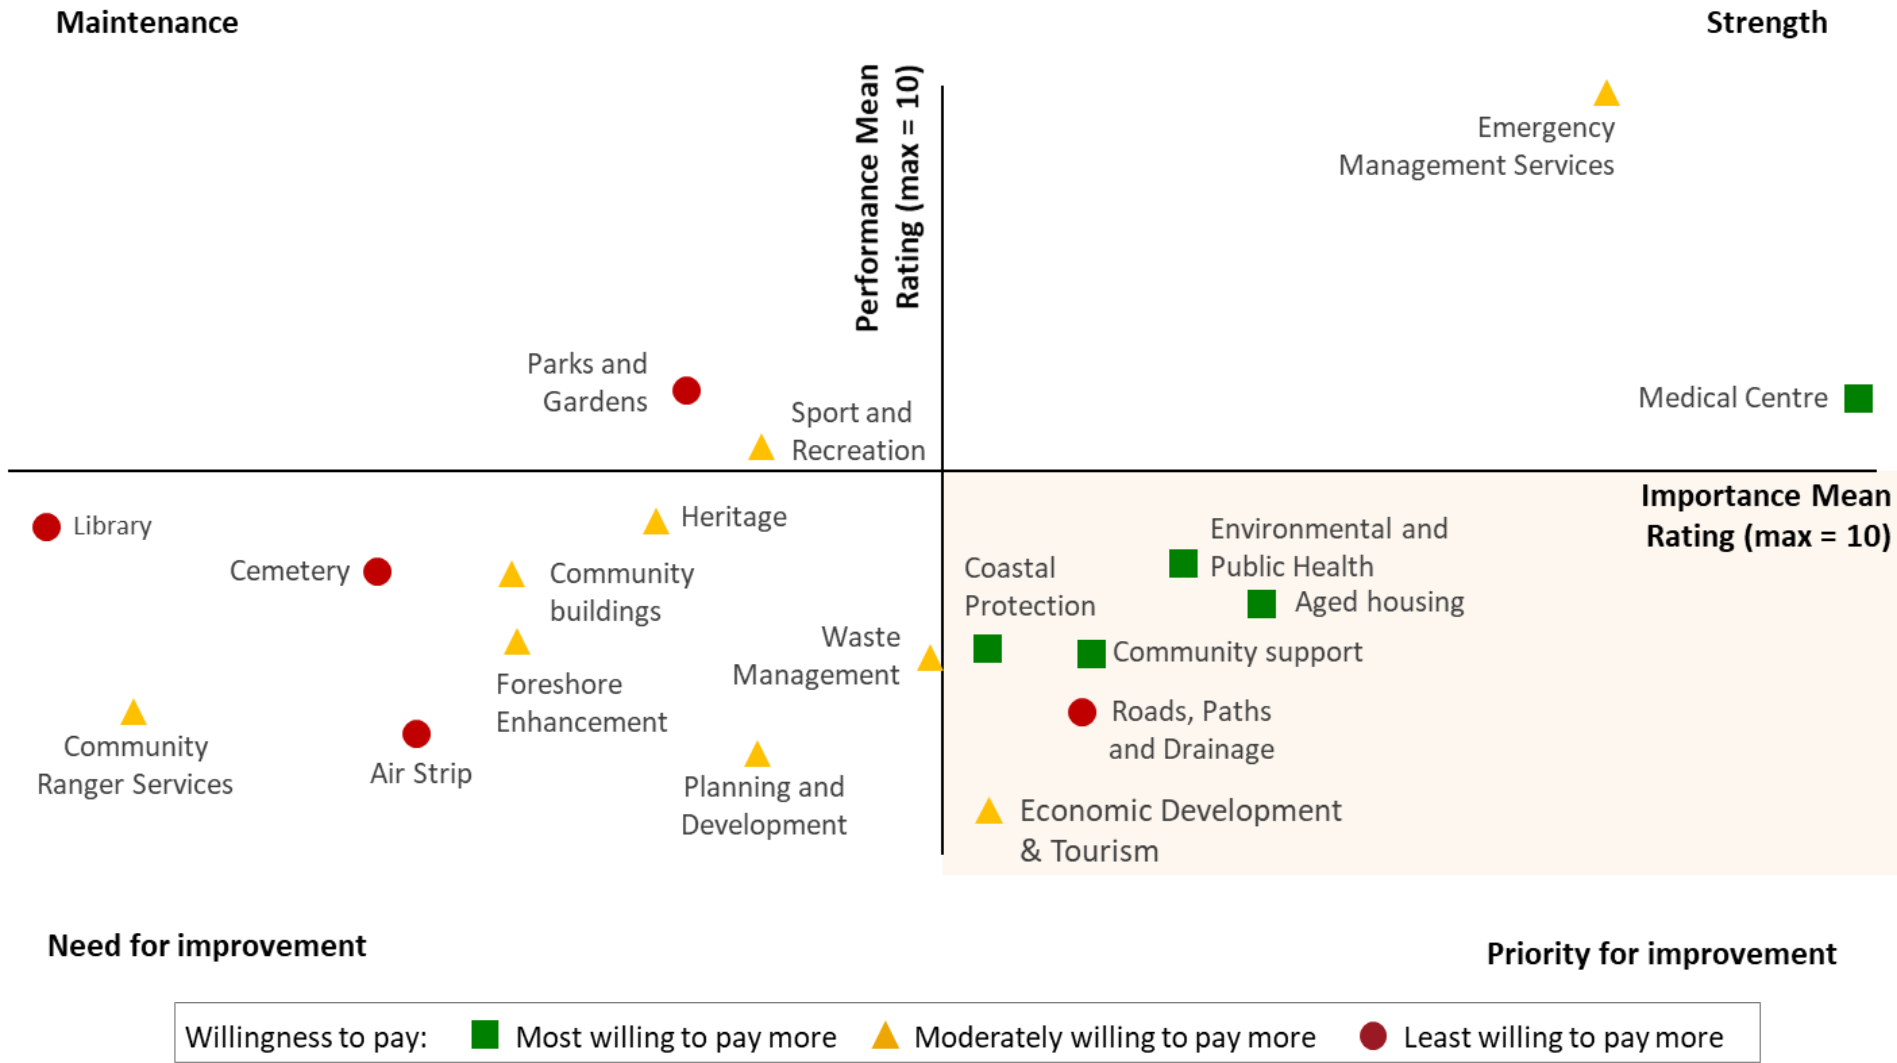 Maintenance
Strength
Performance Mean
Rating (max = 10)
Emergency
Management Services
Parks and
Gardens
Sport and
Recreation
Medical Centre
Importance Mean
Rating (max = 10)
Library
Heritage
Cemetery
Community
buildings
Environmental and
Public Health
Coastal
Protection
Aged housing
Waste
Management
Community support
Foreshore
Enhancement
Roads, Paths
and Drainage
Community
Ranger Services
Air Strip
Planning and
Development
Economic Development
& Tourism
Need for improvement
Priority for improvement
Willingness to pay: Most willing to pay more Moderately willing to pay more Least willing to pay more